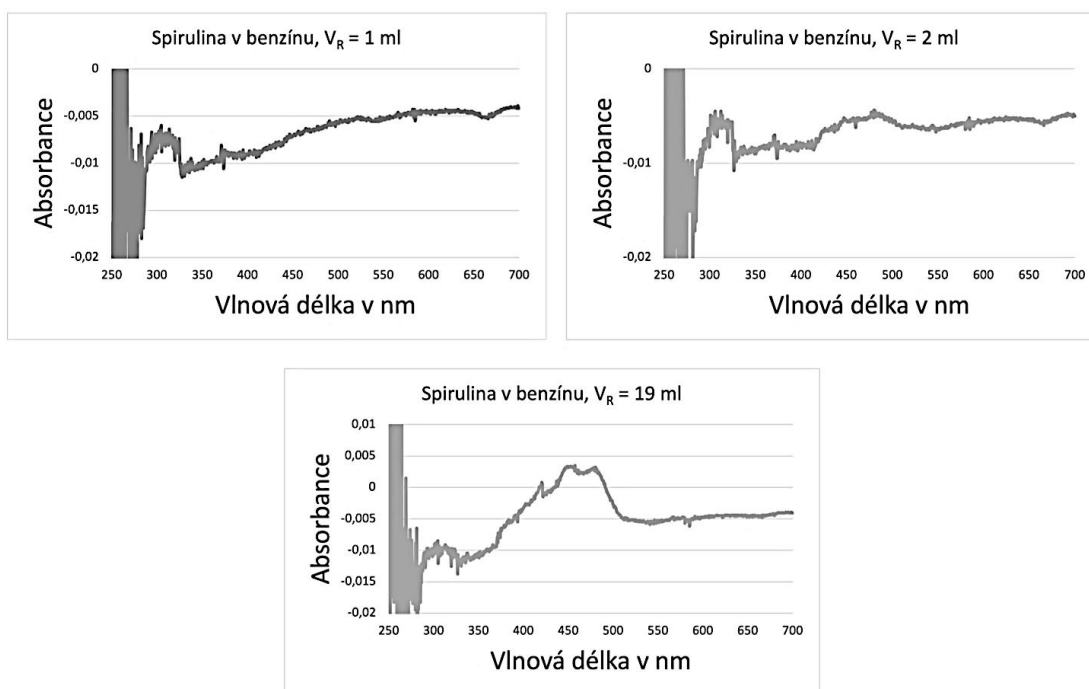 Spirulina v benzínu, V_R = 1 ml
0
-0,005
-0,01
-0,015
-0,02
Absorbance
250 300 350 400 450 500 550 600 650 700
Vlnová délka v nm
Spirulina v benzínu, V_R = 2 ml
0
-0,01
-0,02
Absorbance
250 300 350 400 450 500 550 600 650 700
Vlnová délka v nm
Spirulina v benzínu, V_R = 19 ml
0,01
0,005
0
-0,005
-0,01
-0,015
-0,02
Absorbance
250 300 350 400 450 500 550 600 650 700
Vlnová délka v nm